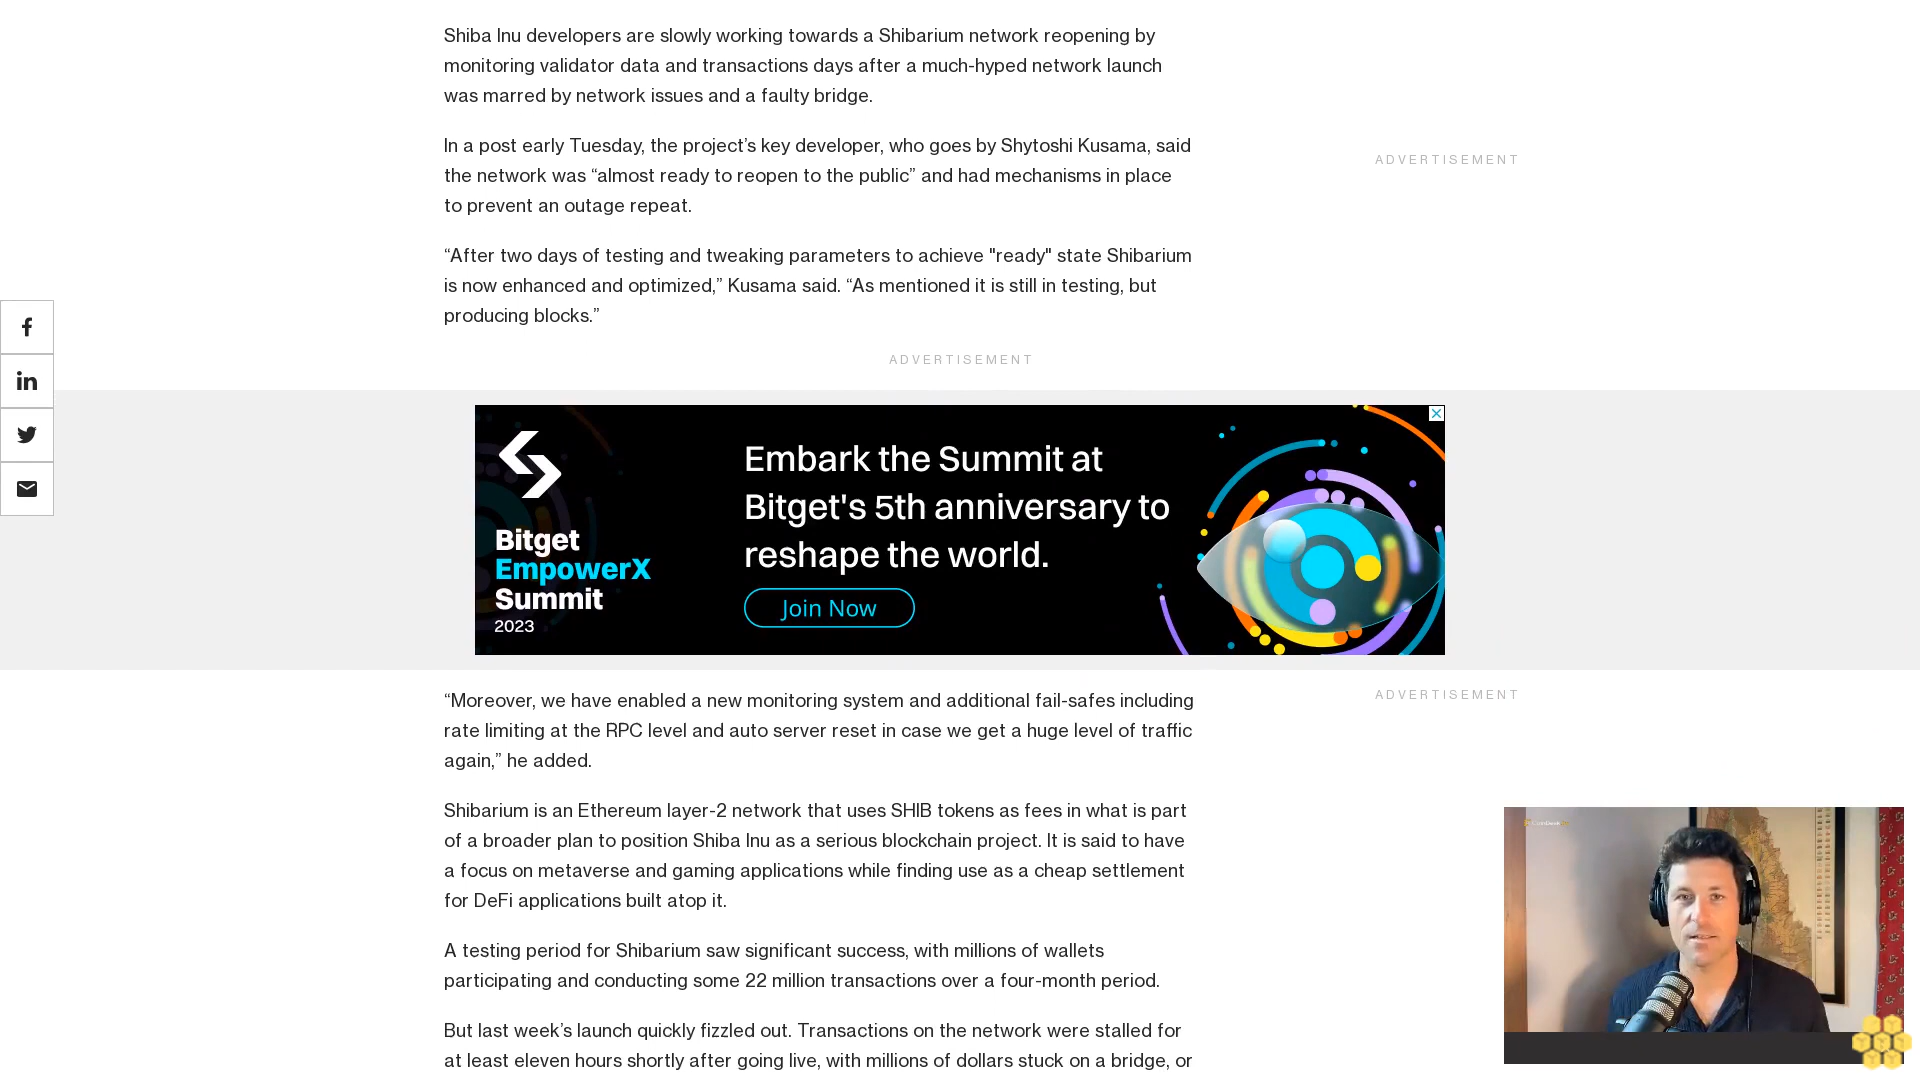 Shiba Inu developers are slowly working towards a Shibarium network reopening by
monitoring validator data and transactions days after a much-hyped network launch
was marred by network issues and a faulty bridge.
In a post early Tuesday, the project’s key developer, who goes by Shytoshi Kusama, said
the network was “almost ready to reopen to the public” and had mechanisms in place
to prevent an outage repeat.
ADVERTISEMENT
“After two days of testing and tweaking parameters to achieve "ready" state Shibarium
is now enhanced and optimized,” Kusama said. “As mentioned it is still in testing, but
producing blocks.”
ADVERTISEMENT
Bitget
EmpowerX
Summit
2023
Embark the Summit at
Bitget's 5th anniversary to
reshape the world.
Join Now
“Moreover, we have enabled a new monitoring system and additional fail-safes including
rate limiting at the RPC level and auto server reset in case we get a huge level of traffic
again,” he added.
ADVERTISEMENT
Shibarium is an Ethereum layer-2 network that uses SHIB tokens as fees in what is part
of a broader plan to position Shiba Inu as a serious blockchain project. It is said to have
a focus on metaverse and gaming applications while finding use as a cheap settlement
for DeFi applications built atop it.
A testing period for Shibarium saw significant success, with millions of wallets
participating and conducting some 22 million transactions over a four-month period.
But last week’s launch quickly fizzled out. Transactions on the network were stalled for
at least eleven hours shortly after going live, with millions of dollars stuck on a bridge, or